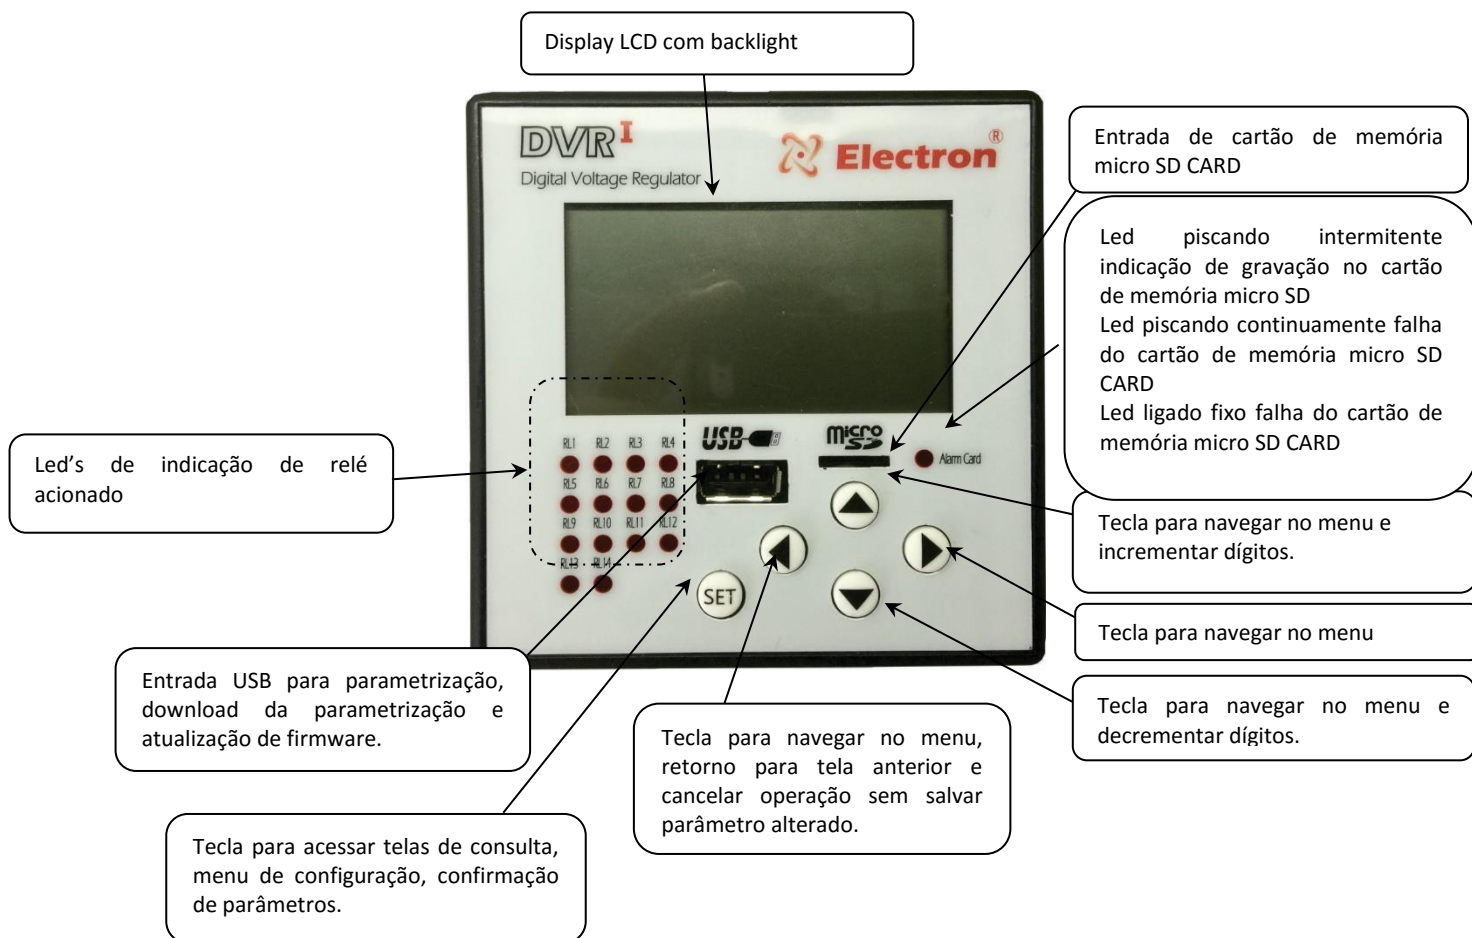 Display LCD com backlight
DVR I
Digital Voltage Regulator
Electron®
Entrada de cartão de memória
micro SD CARD
Led piscando intermitente
indicação de gravação no cartão
de memória micro SD
Led piscando continuamente falha
do cartão de memória micro SD
CARD
Led ligado fixo falha do cartão de
memória micro SD CARD
Led's de indicação de relé
acionado
RL1 RL2 RL3 RL4
RL5 RL6 RL7 RL8
RL9 RL10 RL11 RL12
RL13 RL14
USB
micro
SD
Alarm Card
SET
Tecla para navegar no menu e
incrementar dígitos.
Tecla para navegar no menu
Tecla para navegar no menu e
decrementar dígitos.
Entrada USB para parametrização,
download da parametrização e
atualização de firmware.
Tecla para navegar no menu,
retorno para tela anterior e
cancelar operação sem salvar
parâmetro alterado.
Tecla para acessar telas de consulta,
menu de configuração, confirmação
de parâmetros.